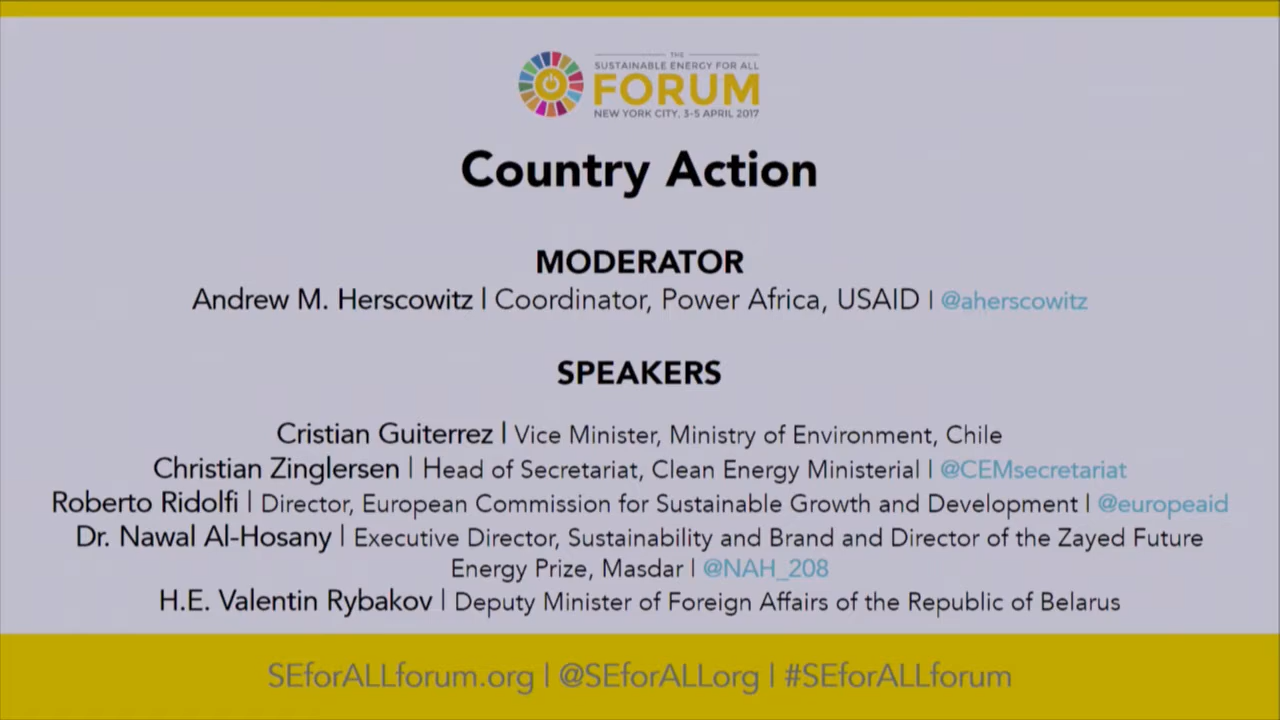 THE
SUSTAINABLE ENERGY FOR ALL
FORUM
NEW YORK CITY, 3-5 APRIL 2017
Country Action
MODERATOR
Andrew M. Herscowitz | Coordinator, Power Africa, USAID | @aherscowitz
SPEAKERS
Cristian Guiterrez | Vice Minister, Ministry of Environment, Chile
Christian Zinglersen | Head of Secretariat, Clean Energy Ministerial | @CEMsecretariat
Roberto Ridolfi | Director, European Commission for Sustainable Growth and Development | @europeaid
Dr. Nawal Al-Hosany | Executive Director, Sustainability and Brand and Director of the Zayed Future
Energy Prize, Masdar | @NAH_208
H.E. Valentin Rybakov | Deputy Minister of Foreign Affairs of the Republic of Belarus
SEforALLforum.org | @SEforALLorg | #SEforALLforum